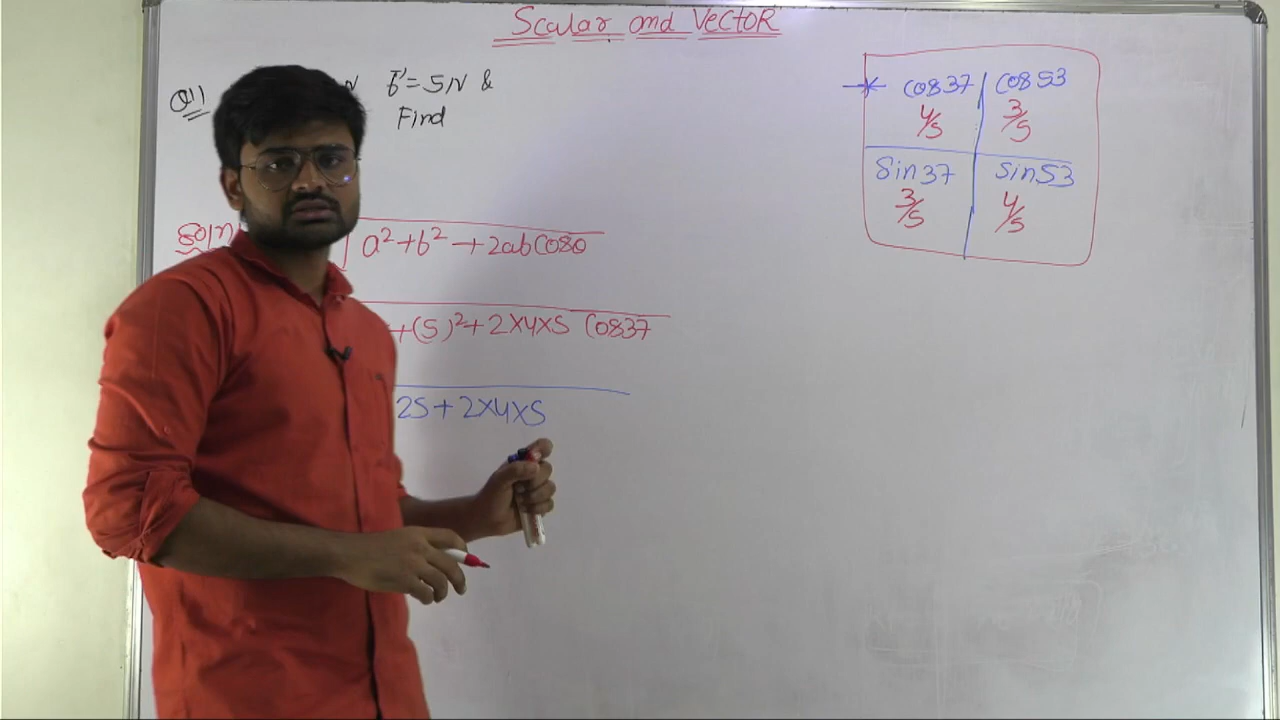 Scalar and Vector
Q1) N b⃗ = 5N &
Find
Soln
√a²+b²+2abCosθ
+(5)²+2×4×5 Cos37
25+2×4×5
* Cos37 Cos53
4/5 3/5
Sin37 Sin53
3/5 4/5